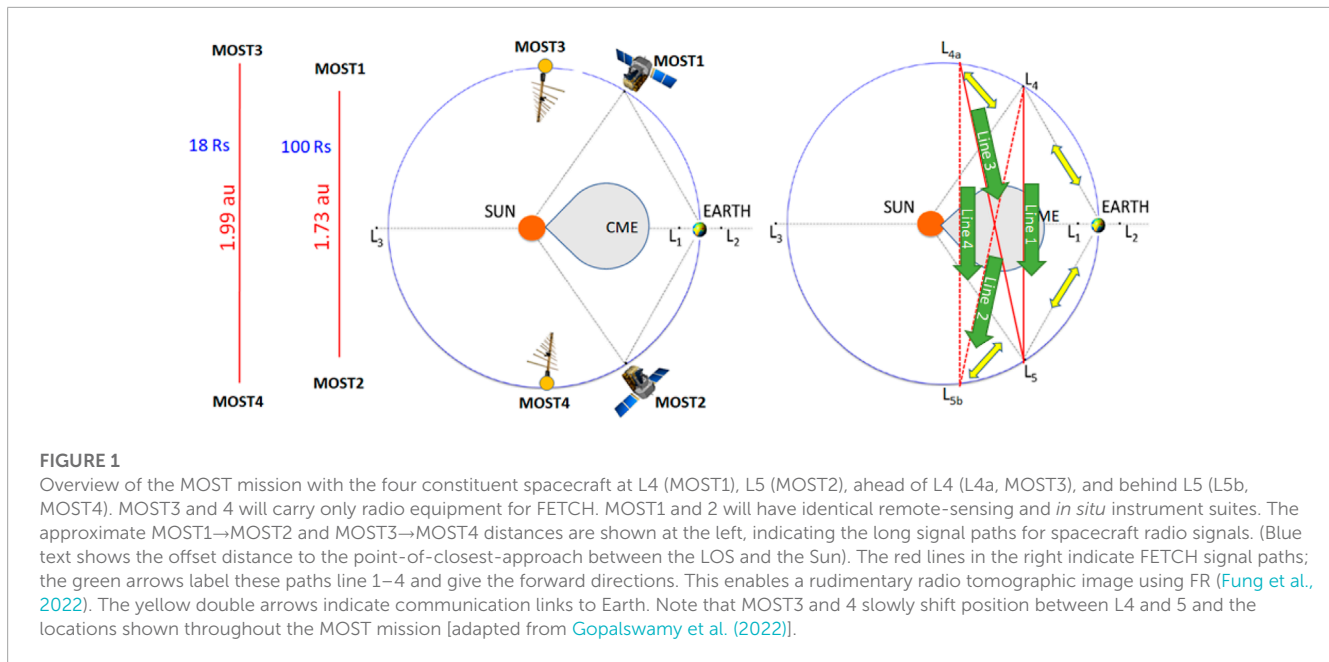 MOST3
MOST1
18 Rs
100 Rs
1.99 au
1.73 au
MOST2
MOST4
MOST3
MOST1
SUN
CME
EARTH
L3
L1
L2
MOST4
MOST2
L4a
L4
Line 3
SUN
Line 4
ME
Line 1
EARTH
L3
L1
L2
Line 2
L5
L5b
FIGURE 1
Overview of the MOST mission with the four constituent spacecraft at L4 (MOST1), L5 (MOST2), ahead of L4 (L4a, MOST3), and behind L5 (L5b,
MOST4). MOST3 and 4 will carry only radio equipment for FETCH. MOST1 and 2 will have identical remote-sensing and in situ instrument suites. The
approximate MOST1→MOST2 and MOST3→MOST4 distances are shown at the left, indicating the long signal paths for spacecraft radio signals. (Blue
text shows the offset distance to the point-of-closest-approach between the LOS and the Sun). The red lines in the right indicate FETCH signal paths;
the green arrows label these paths line 1–4 and give the forward directions. This enables a rudimentary radio tomographic image using FR (Fung et al.,
2022). The yellow double arrows indicate communication links to Earth. Note that MOST3 and 4 slowly shift position between L4 and 5 and the
locations shown throughout the MOST mission [adapted from Gopalswamy et al. (2022)].